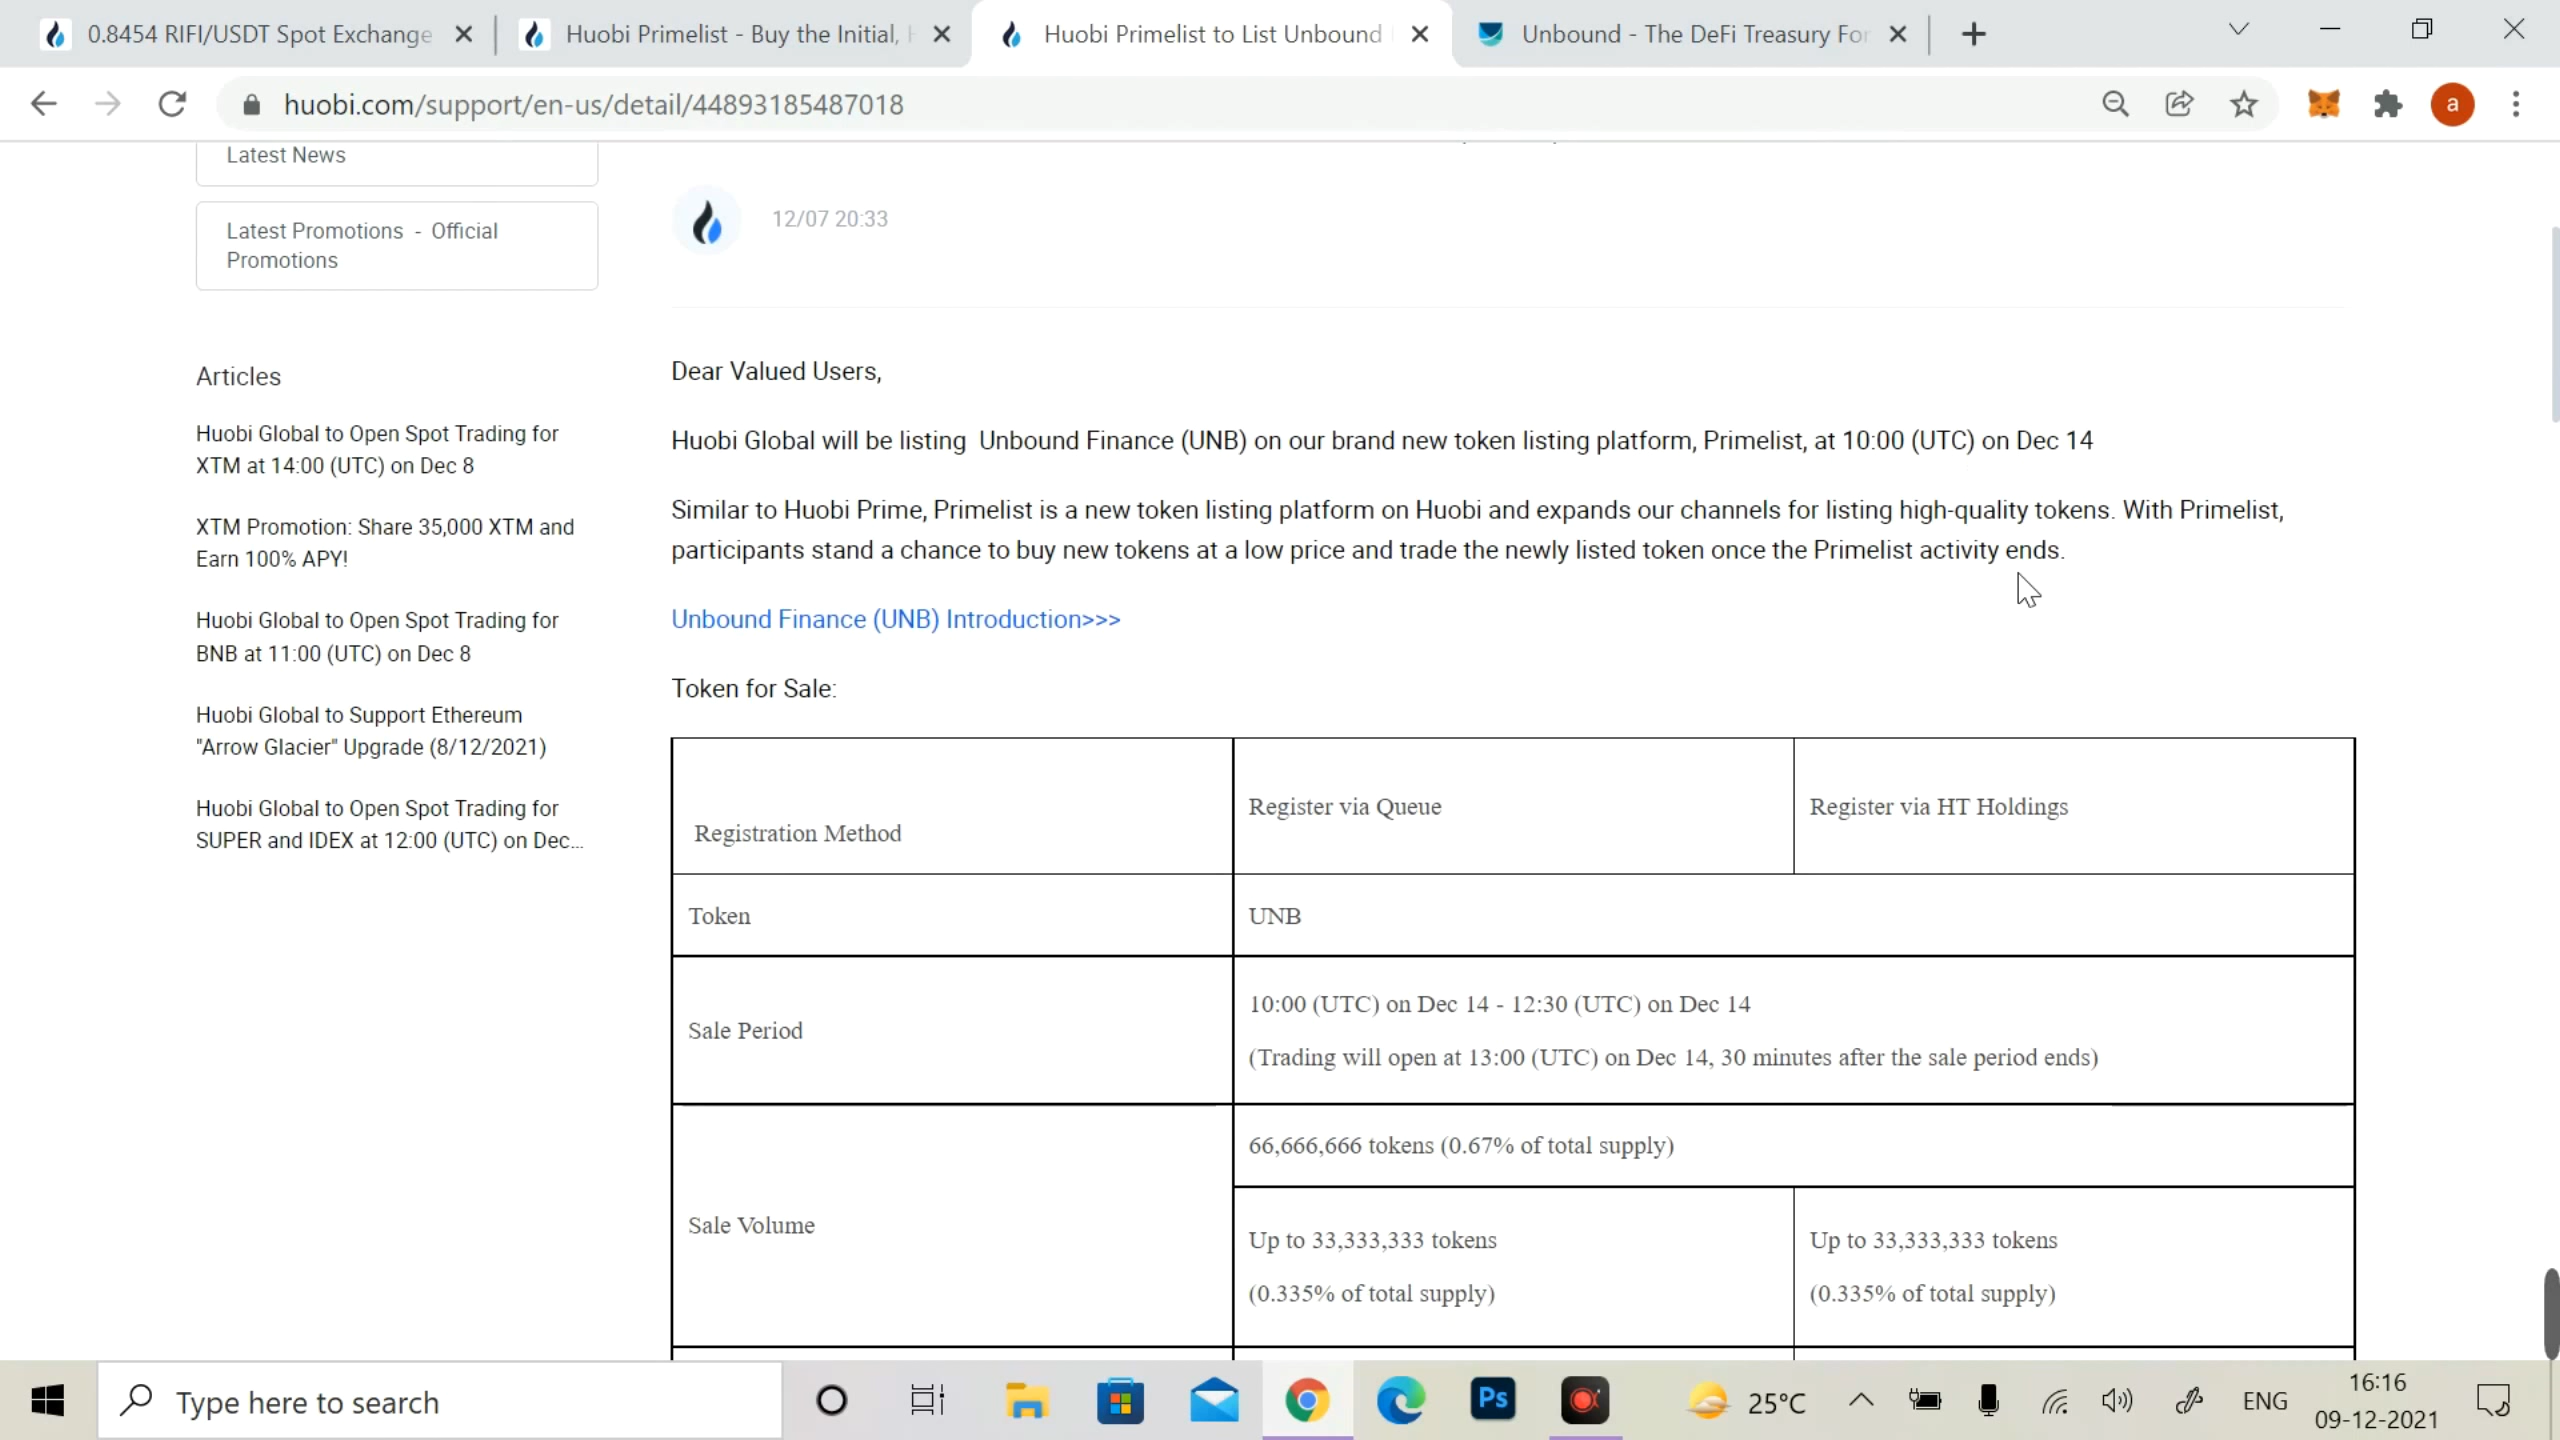 0.8454 RIFI/USDT Spot Exchange
Huobi Primelist - Buy the Initial,
Huobi Primelist to List Unbound
Unbound - The DeFi Treasury For
huobi.com/support/en-us/detail/44893185487018
a
Latest News
Latest Promotions - Official
Promotions
Articles
Huobi Global to Open Spot Trading for
XTM at 14:00 (UTC) on Dec 8
XTM Promotion: Share 35,000 XTM and
Earn 100% APY!
Huobi Global to Open Spot Trading for
BNB at 11:00 (UTC) on Dec 8
Huobi Global to Support Ethereum
"Arrow Glacier" Upgrade (8/12/2021)
Huobi Global to Open Spot Trading for
SUPER and IDEX at 12:00 (UTC) on Dec...
12/07 20:33
Dear Valued Users,
Huobi Global will be listing Unbound Finance (UNB) on our brand new token listing platform, Primelist, at 10:00 (UTC) on Dec 14
Similar to Huobi Prime, Primelist is a new token listing platform on Huobi and expands our channels for listing high-quality tokens. With Primelist,
participants stand a chance to buy new tokens at a low price and trade the newly listed token once the Primelist activity ends.
Unbound Finance (UNB) Introduction>>>
Token for Sale:
Registration Method
Register via Queue
Register via HT Holdings
Token
UNB
Sale Period
10:00 (UTC) on Dec 14 - 12:30 (UTC) on Dec 14
(Trading will open at 13:00 (UTC) on Dec 14, 30 minutes after the sale period ends)
Sale Volume
66,666,666 tokens (0.67% of total supply)
Up to 33,333,333 tokens
(0.335% of total supply)
Up to 33,333,333 tokens
(0.335% of total supply)
Type here to search
Ps
25°C
ENG
16:16
09-12-2021